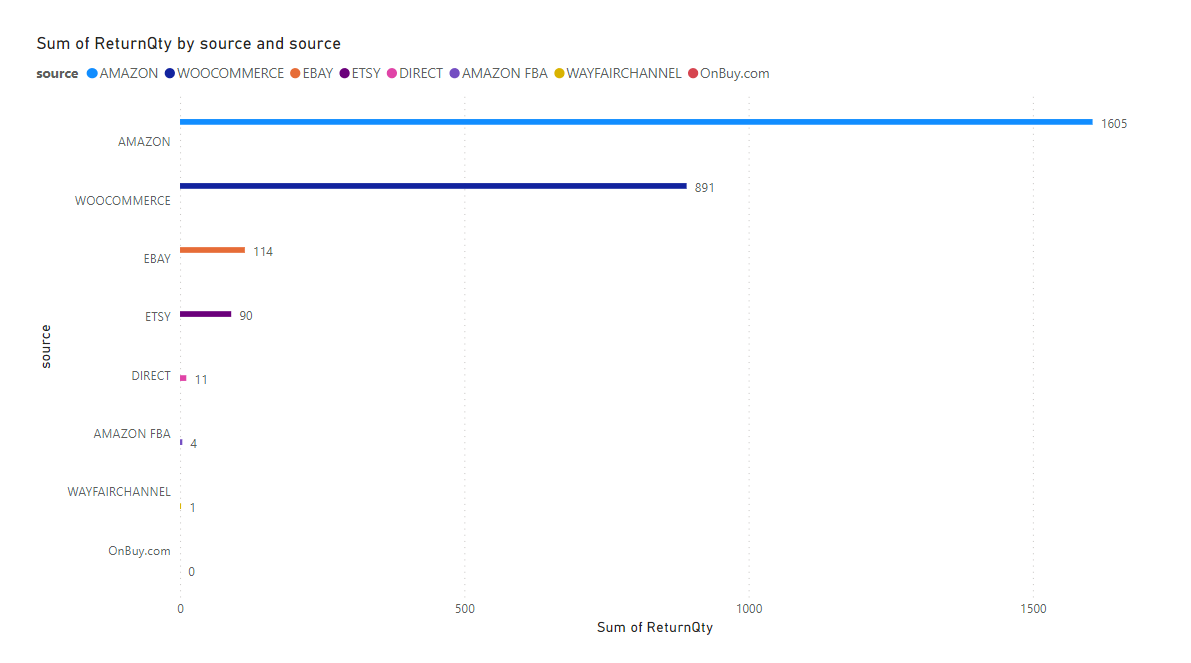 Sum of ReturnQty by source and source
source AMAZON WOOCOMMERCE EBAY ETSY DIRECT AMAZON FBA WAYFAIRCHANNEL OnBuy.com
AMAZON 1605
WOOCOMMERCE 891
EBAY 114
ETSY 90
DIRECT 11
AMAZON FBA 4
WAYFAIRCHANNEL 1
OnBuy.com 0
source
0 500 1000 1500
Sum of ReturnQty